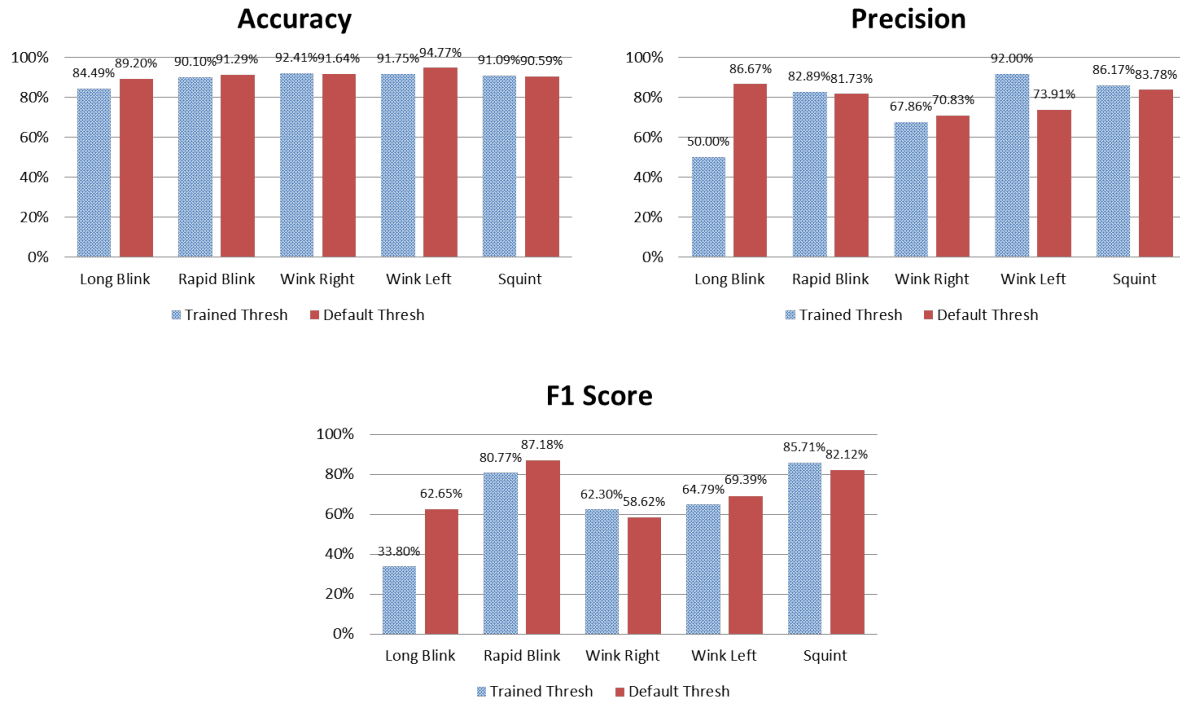 Accuracy
100%
80%
60%
40%
20%
0%
84.49% 89.20% 90.10% 91.29% 92.41% 91.64% 91.75% 94.77% 91.09% 90.59%
Long Blink Rapid Blink Wink Right Wink Left Squint
Trained Thresh Default Thresh
Precision
100%
80%
60%
40%
20%
0%
50.00% 86.67% 82.89% 81.73% 67.86% 70.83% 92.00% 73.91% 86.17% 83.78%
Long Blink Rapid Blink Wink Right Wink Left Squint
Trained Thresh Default Thresh
F1 Score
100%
80%
60%
40%
20%
0%
33.80% 62.65% 80.77% 87.18% 62.30% 58.62% 64.79% 69.39% 85.71% 82.12%
Long Blink Rapid Blink Wink Right Wink Left Squint
Trained Thresh Default Thresh